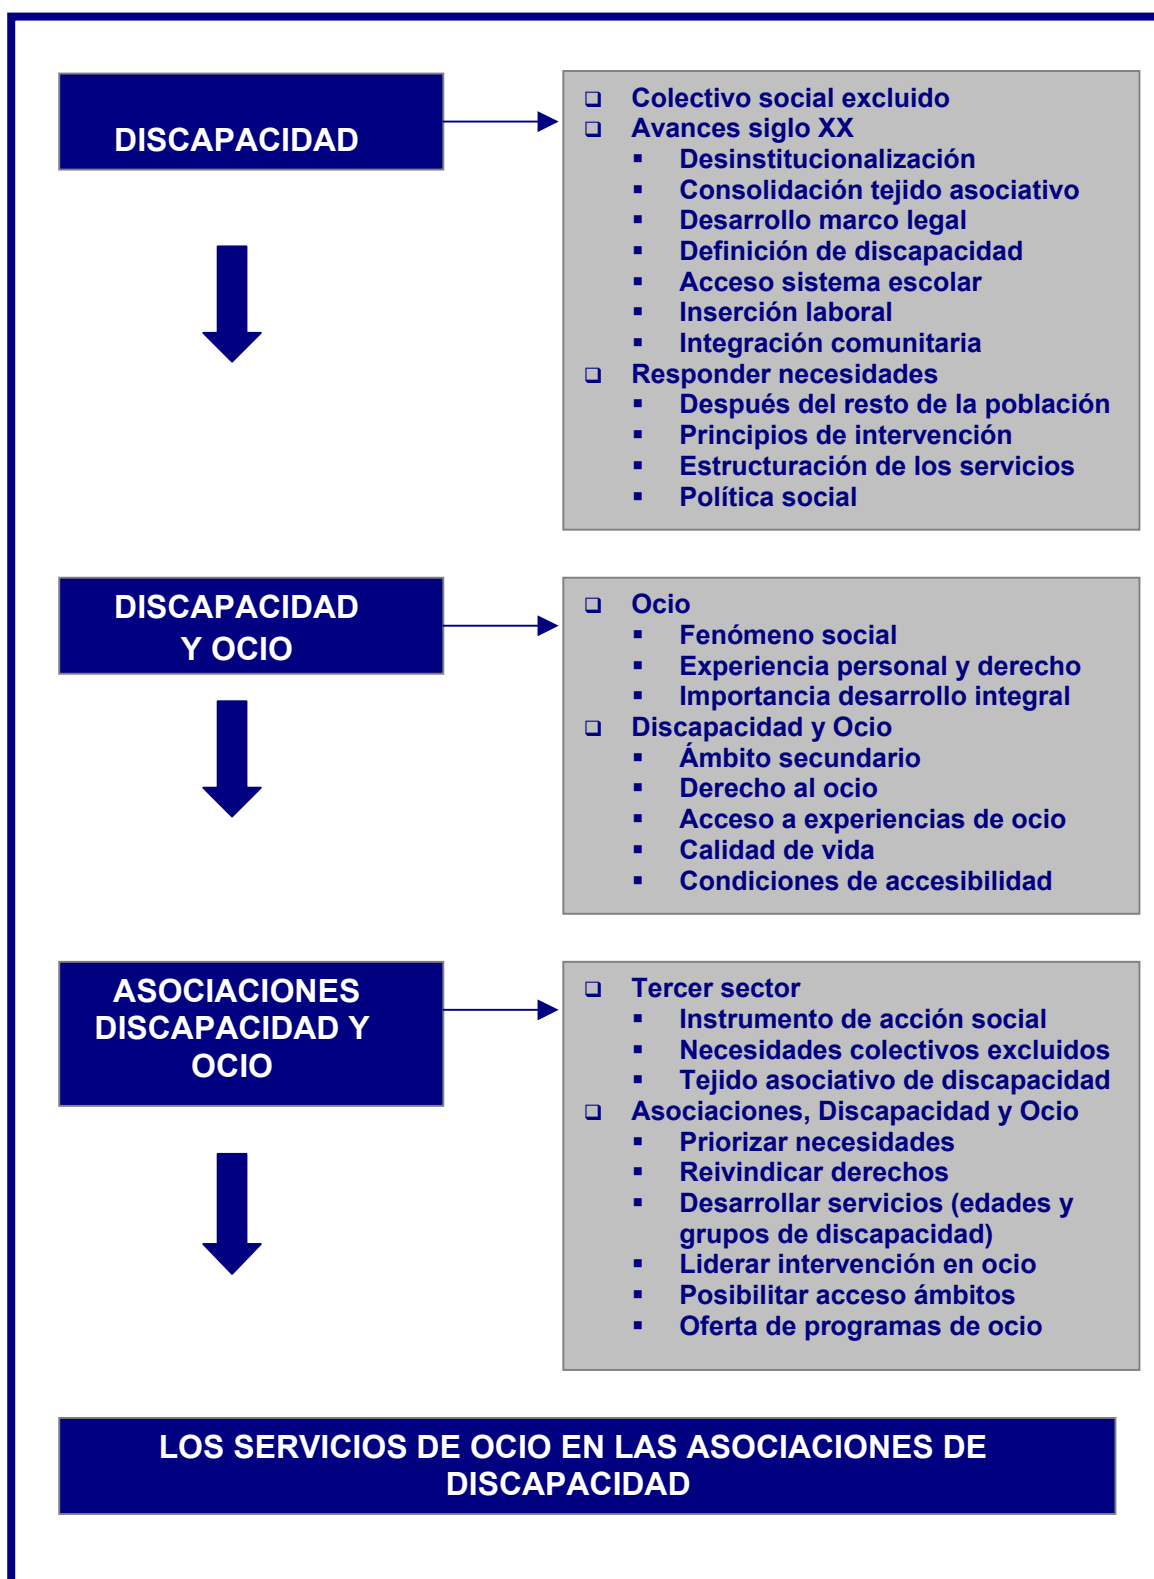 DISCAPACIDAD
❑ Colectivo social excluido
❑ Avances siglo XX
▪ Desinstitucionalización
▪ Consolidación tejido asociativo
▪ Desarrollo marco legal
▪ Definición de discapacidad
▪ Acceso sistema escolar
▪ Inserción laboral
▪ Integración comunitaria
❑ Responder necesidades
▪ Después del resto de la población
▪ Principios de intervención
▪ Estructuración de los servicios
▪ Política social
DISCAPACIDAD
Y OCIO
❑ Ocio
▪ Fenómeno social
▪ Experiencia personal y derecho
▪ Importancia desarrollo integral
❑ Discapacidad y Ocio
▪ Ámbito secundario
▪ Derecho al ocio
▪ Acceso a experiencias de ocio
▪ Calidad de vida
▪ Condiciones de accesibilidad
ASOCIACIONES
DISCAPACIDAD Y
OCIO
❑ Tercer sector
▪ Instrumento de acción social
▪ Necesidades colectivos excluidos
▪ Tejido asociativo de discapacidad
❑ Asociaciones, Discapacidad y Ocio
▪ Priorizar necesidades
▪ Reivindicar derechos
▪ Desarrollar servicios (edades y
grupos de discapacidad)
▪ Liderar intervención en ocio
▪ Posibilitar acceso ámbitos
▪ Oferta de programas de ocio
LOS SERVICIOS DE OCIO EN LAS ASOCIACIONES DE
DISCAPACIDAD